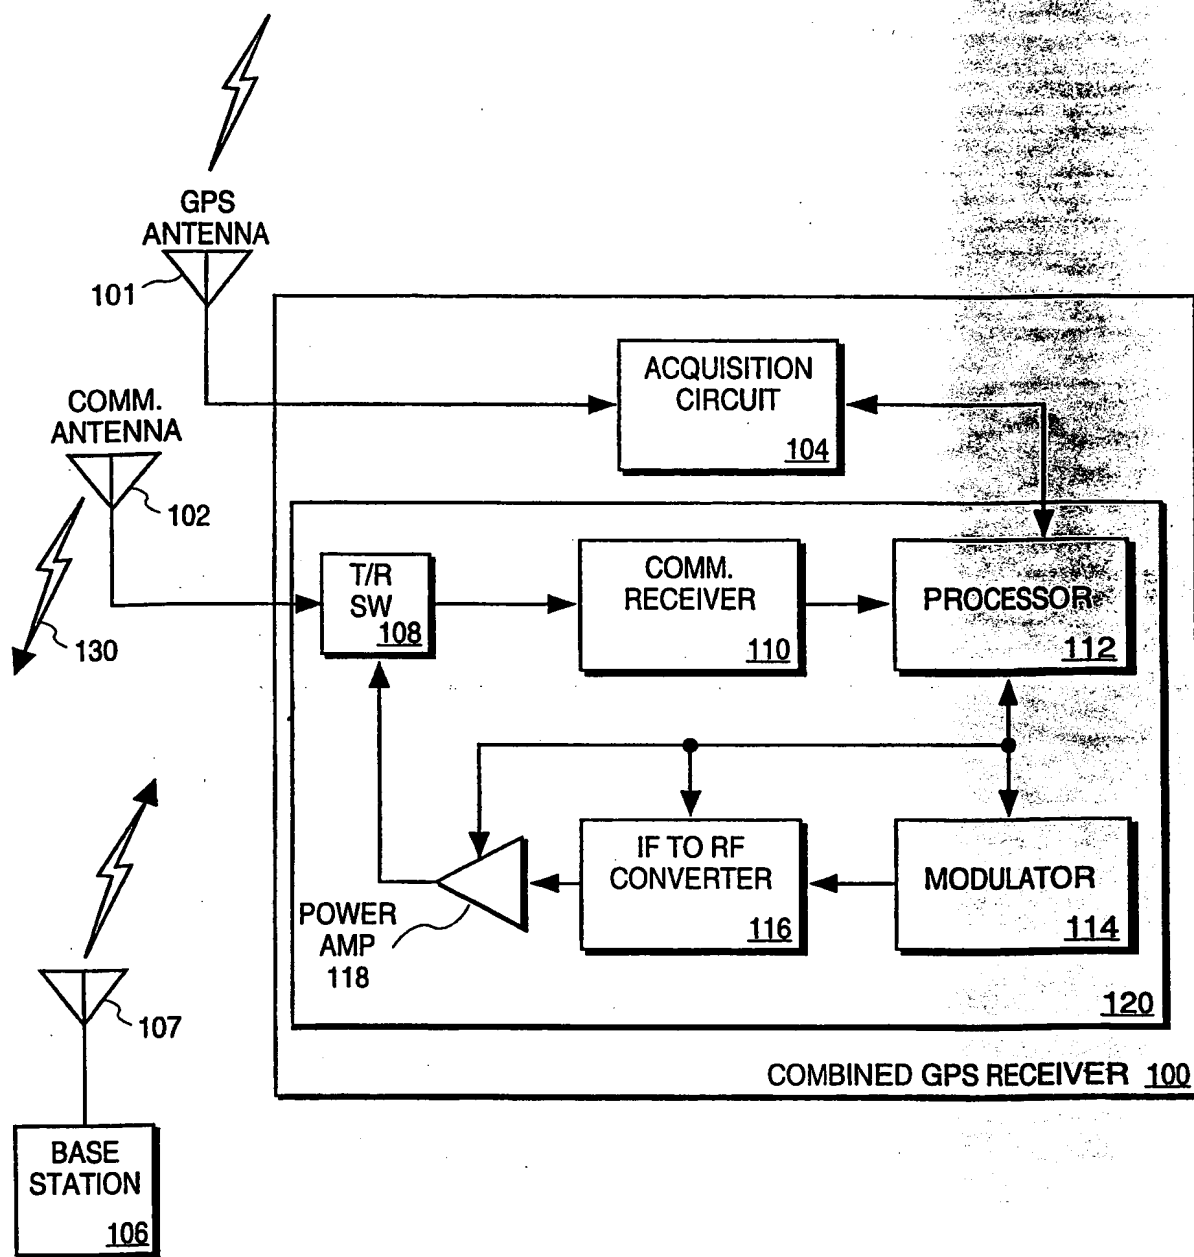 GPS
ANTENNA
101
COMM.
ANTENNA
102
130
ACQUISITION
CIRCUIT
104
T/R
SW
108
COMM.
RECEIVER
110
PROCESSOR
112
POWER
AMP
118
IF TO RF
CONVERTER
116
MODULATOR
114
120
COMBINED GPS RECEIVER 100
107
BASE
STATION
106